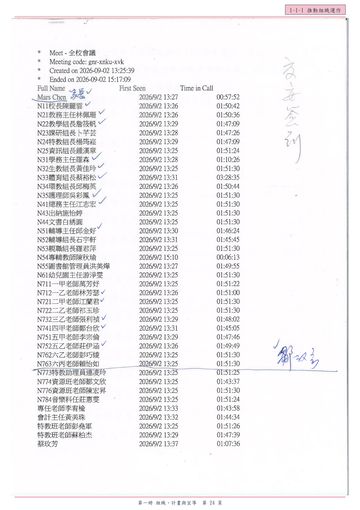 1-1-1 推動組織運作
* Meet - 全校會議
* Meeting code: gnr-xnku-xvk
* Created on 2026-09-02 13:25:39
* Ended on 2026-09-02 15:17:09
Full Name First Seen Time in Call
Mars Chen 2026/9/2 13:27 00:57:52
N11校長陳麗雲 2026/9/2 13:26 01:50:42
N21教務主任林佩珊 2026/9/2 13:26 01:50:36
N22教學組長詹筱帆 2026/9/2 13:29 01:47:09
N23課研組長卜芊芸 2026/9/2 13:28 01:47:26
N24特教組長楊筠崧 2026/9/2 13:29 01:47:09
N25資訊組長鍾漢章 2026/9/2 13:25 01:51:24
N31學務主任羅森 2026/9/2 13:28 01:10:26
N32生教組長黃佳玲 2026/9/2 13:25 01:51:30
N33體育組長蔡裕松 2026/9/2 13:31 03:28:35
N34環教組長邱梅英 2026/9/2 13:26 01:50:44
N35護理師吳彩鳳 2026/9/2 13:25 01:51:30
N41總務主任江志宏 2026/9/2 13:25 01:51:30
N43出納施怡婷 2026/9/2 13:25 01:51:30
N44文書白綉園 2026/9/2 13:25 01:51:30
N51輔導主任邱金好 2026/9/2 13:30 01:46:24
N52輔導組長石宇軒 2026/9/2 13:31 01:45:45
N53親職組長羅君萍 2026/9/2 13:25 01:51:30
N54專輔教師陳秋瑜 2026/9/2 15:10 00:06:13
N55圖書館管理員洪美燁 2026/9/2 13:27 01:49:55
N61幼兒園主任游淨雯 2026/9/2 13:25 01:51:30
N711一甲老師萬芳妤 2026/9/2 13:25 01:51:22
N712一乙老師林芳瑟 2026/9/2 13:26 01:51:00
N721二甲老師江蘭君 2026/9/2 13:25 01:51:30
N722二乙老師祁玉珍 2026/9/2 13:25 01:51:30
N732三乙老師張利禎 2026/9/2 13:29 01:48:02
N741四甲老師鄒台欣 2026/9/2 13:31 01:45:05
N751五甲老師李宗倫 2026/9/2 13:29 01:47:46
N752五乙老師莊伊涵 2026/9/2 13:26 01:49:49
N762六乙老師彭巧綾 2026/9/2 13:25 01:51:30
N763六丙老師賴怡如 2026/9/2 13:25 01:51:30
N773特教助理員連凌玲 2026/9/2 13:25 01:51:25
N774資源班老師鄒文欣 2026/9/2 13:25 01:43:37
N776資源班老師陳宏昇 2026/9/2 13:25 01:51:30
N784音樂科任莊惠雯 2026/9/2 13:25 01:51:24
專任老師李宥榆 2026/9/2 13:33 01:43:58
會計主任黃英珠 2026/9/2 13:32 01:44:34
特教班老師彭堯軍 2026/9/2 13:25 01:51:30
特教班老師蘇柏杰 2026/9/2 13:29 01:47:39
蔡玫芳 2026/9/2 13:37 01:07:36
第一時 組織、計畫與宣導 第 24 頁